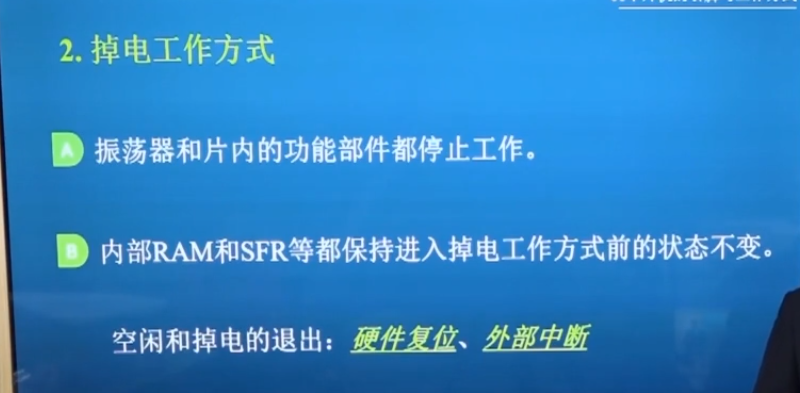 2. 掉电工作方式
A 振荡器和片内的功能部件都停止工作。
B 内部RAM和SFR等都保持进入掉电工作方式前的状态不变。
空闲和掉电的退出：硬件复位、外部中断